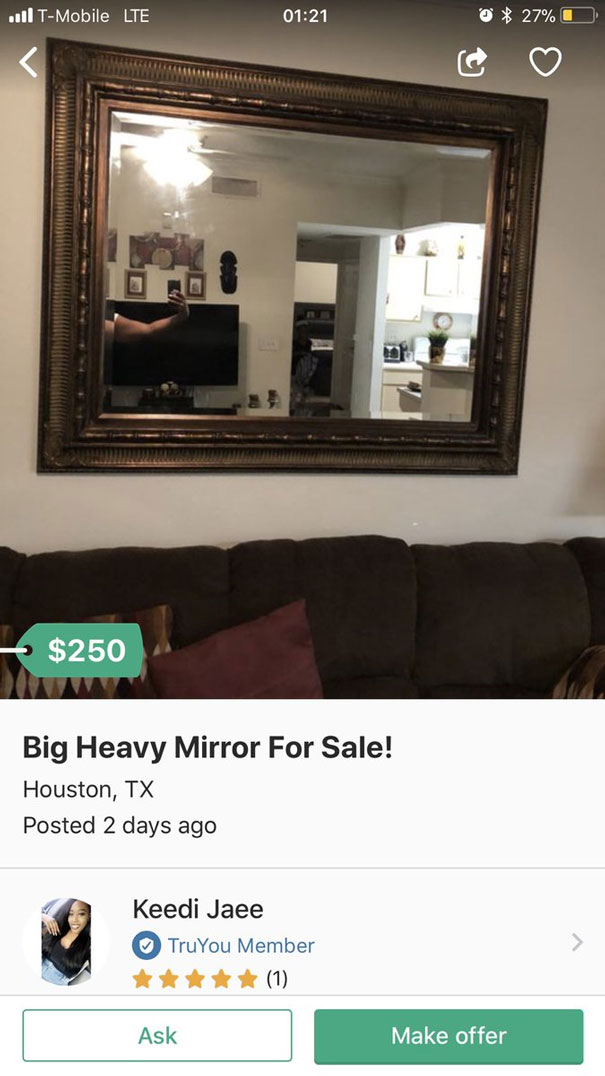 T-Mobile LTE 01:21 27%
$250
Big Heavy Mirror For Sale!
Houston, TX
Posted 2 days ago
Keedi Jaee
TruYou Member
(1)
Ask Make offer